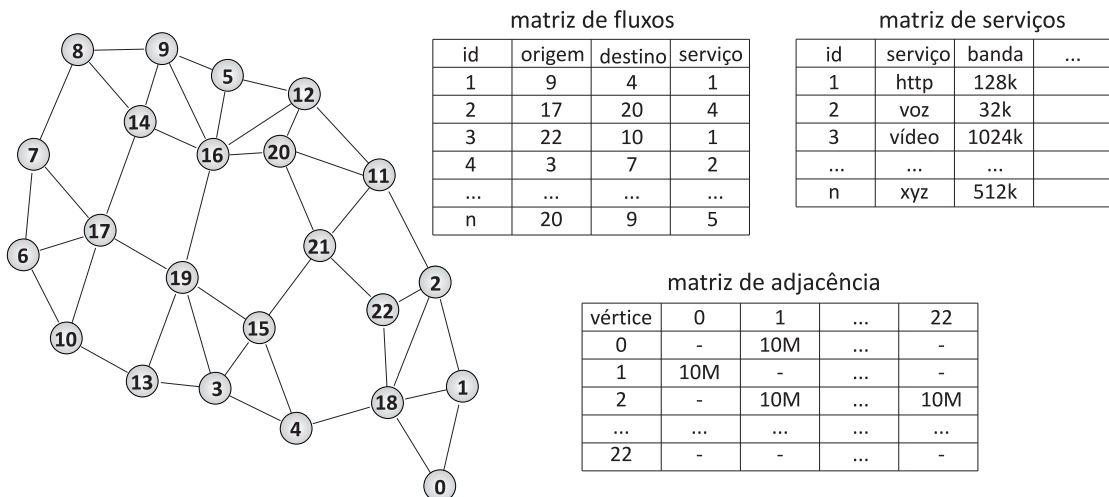 matriz de fluxos
id origem destino serviço
1 9 4 1
2 17 20 4
3 22 10 1
4 3 7 2
... ... ... ...
n 20 9 5
matriz de serviços
id serviço banda ...
1 http 128k
2 voz 32k
3 vídeo 1024k
... ... ...
n xyz 512k
matriz de adjacência
vértice 0 1 ... 22
0 - 10M ... -
1 10M - ... -
2 - 10M ... 10M
... ... ... ... ...
22 - - ... -
8
9
5
12
14
16
20
7
11
17
21
6
19
2
22
15
10
13
3
1
18
4
0